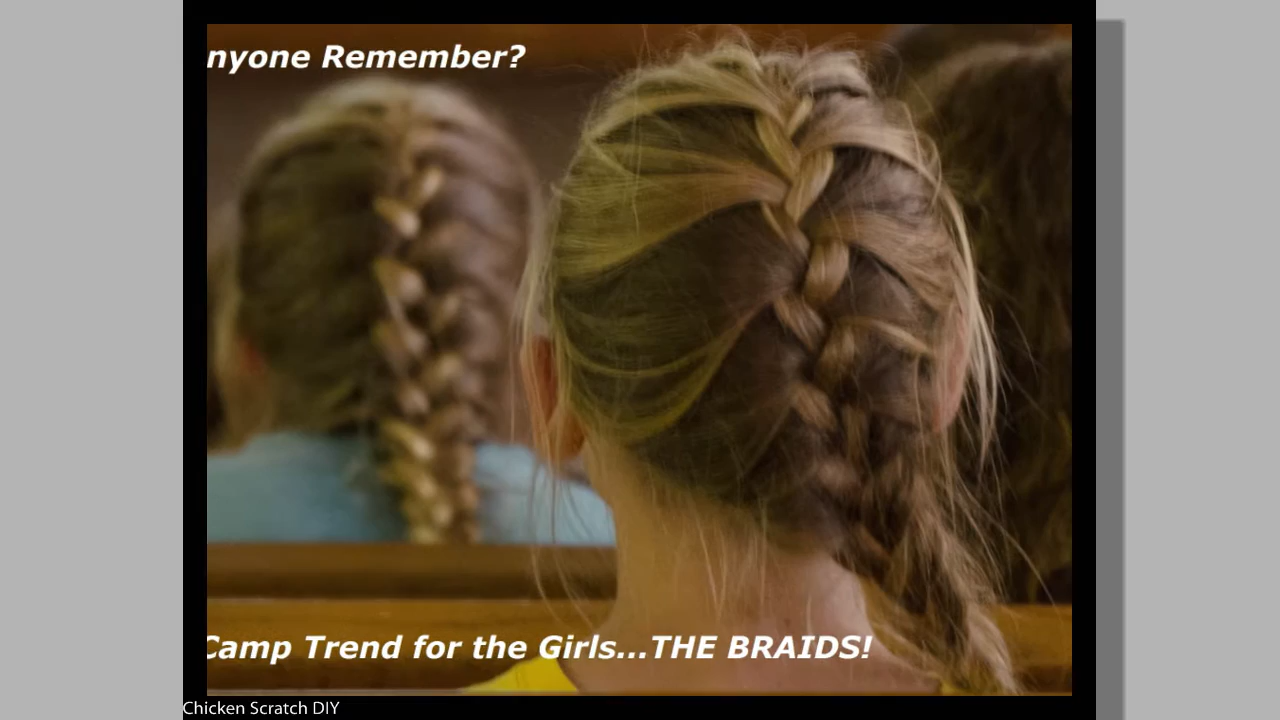 nyone Remember?
Camp Trend for the Girls...THE BRAIDS!
Chicken Scratch DIY